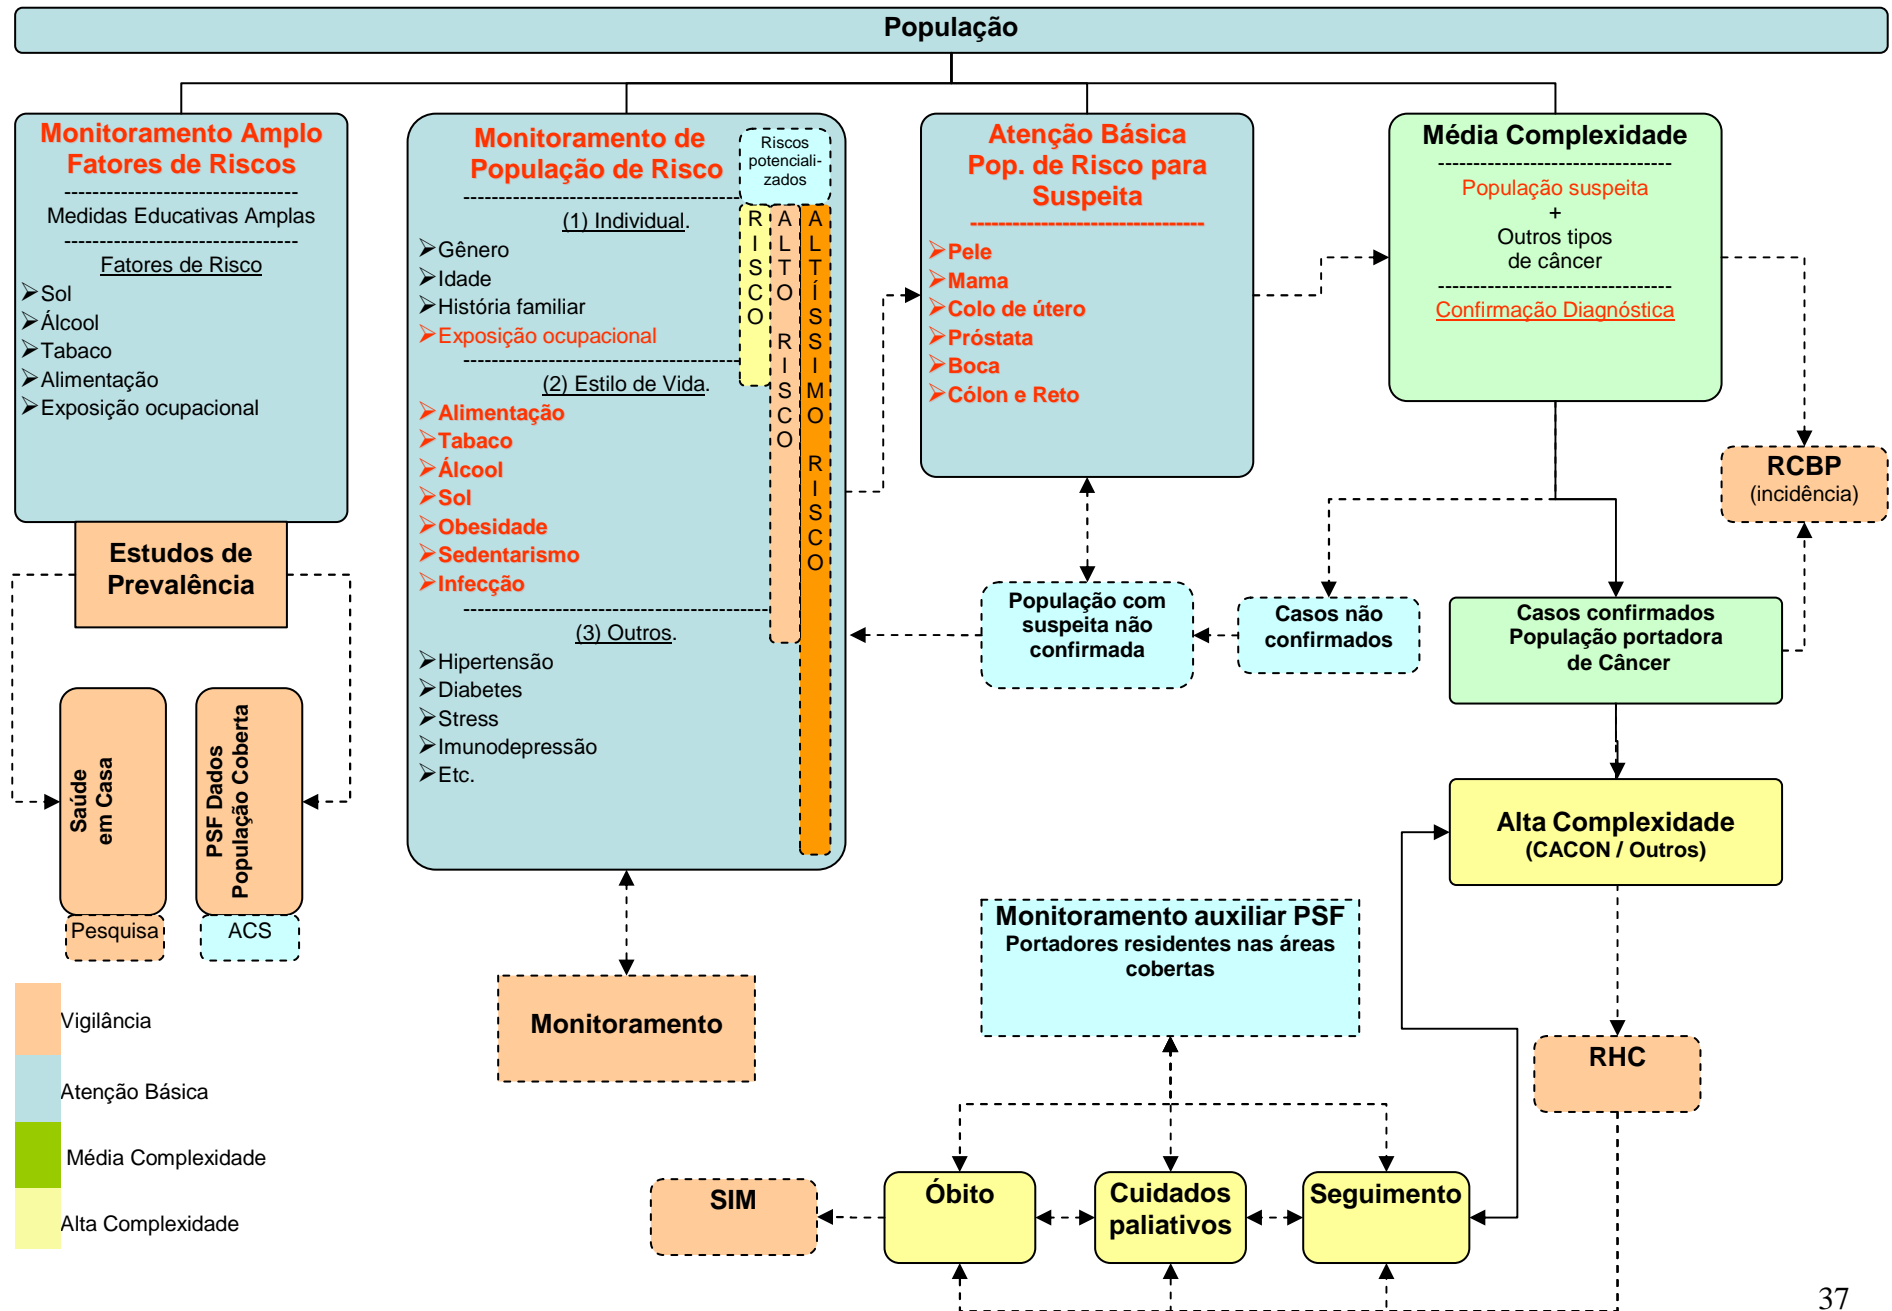 População
Monitoramento Amplo
Fatores de Riscos
Medidas Educativas Amplas
Fatores de Risco
Sol
Álcool
Tabaco
Alimentação
Exposição ocupacional
Estudos de
Prevalência
Saúde
em Casa
PSF Dados
População Coberta
Pesquisa
ACS
Monitoramento de
População de Risco
Riscos
potenciali-
zados
(1) Individual.
Gênero
Idade
História familiar
Exposição ocupacional
(2) Estilo de Vida.
Alimentação
Tabaco
Álcool
Sol
Obesidade
Sedentarismo
Infecção
(3) Outros.
Hipertensão
Diabetes
Stress
Imunodepressão
Etc.
RISCO
ALTO RISCO
ALTÍSSIMO RISCO
Monitoramento
Atenção Básica
Pop. de Risco para
Suspeita
Pele
Mama
Colo de útero
Próstata
Boca
Cólon e Reto
Média Complexidade
População suspeita
+
Outros tipos
de câncer
Confirmação Diagnóstica
RCBP
(incidência)
População com
suspeita não
confirmada
Casos não
confirmados
Casos confirmados
População portadora
de Câncer
Alta Complexidade
(CACON / Outros)
Monitoramento auxiliar PSF
Portadores residentes nas áreas
cobertas
RHC
SIM
Óbito
Cuidados
paliativos
Seguimento
Vigilância
Atenção Básica
Média Complexidade
Alta Complexidade
37